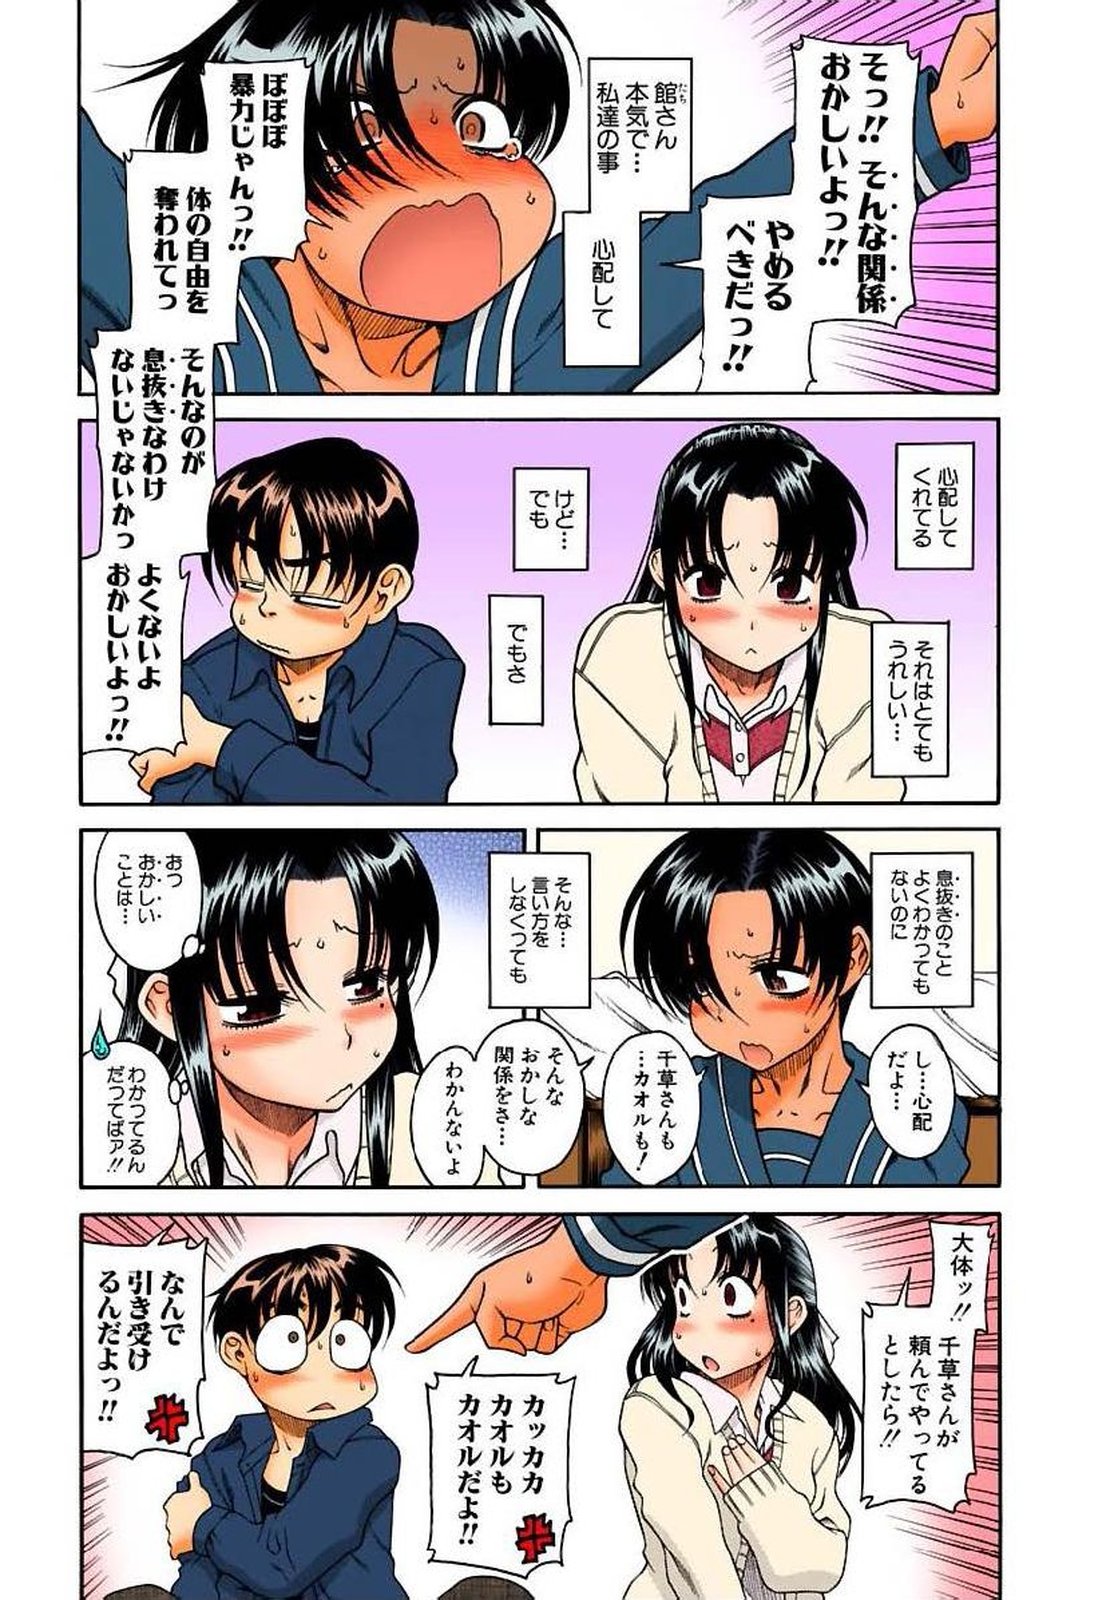 そっ!!そんな関係
おかしいよっ!!
やめる
べきだっ!!
館さん
たち
本気で…
私達の事
心配して
ぼぼぼ
暴力じゃんっ!!
体の自由を
奪われてっ
そんなのが
息抜きなわけ
ないじゃないかっ
よくないよ
おかしいよっ!!
心配して
くれてる
それはとても
うれしい…
けど…
でも
でもさ
息抜きのこと
よくわかっても
ないのに
し…心配
だよ…
千草さんも
…カオルも!
そんな…
言い方を
しなくっても
そんな
おかしな
関係をさ…
わかんないよ
おっ
おかしい
ことは…
わかってるん
だってばァ!!
大体ッ!!
千草さんが
頼んでやってる
としたら!!
カッカカ
カオルも
カオルだよ!!
なんで
引き受け
るんだよっ!!